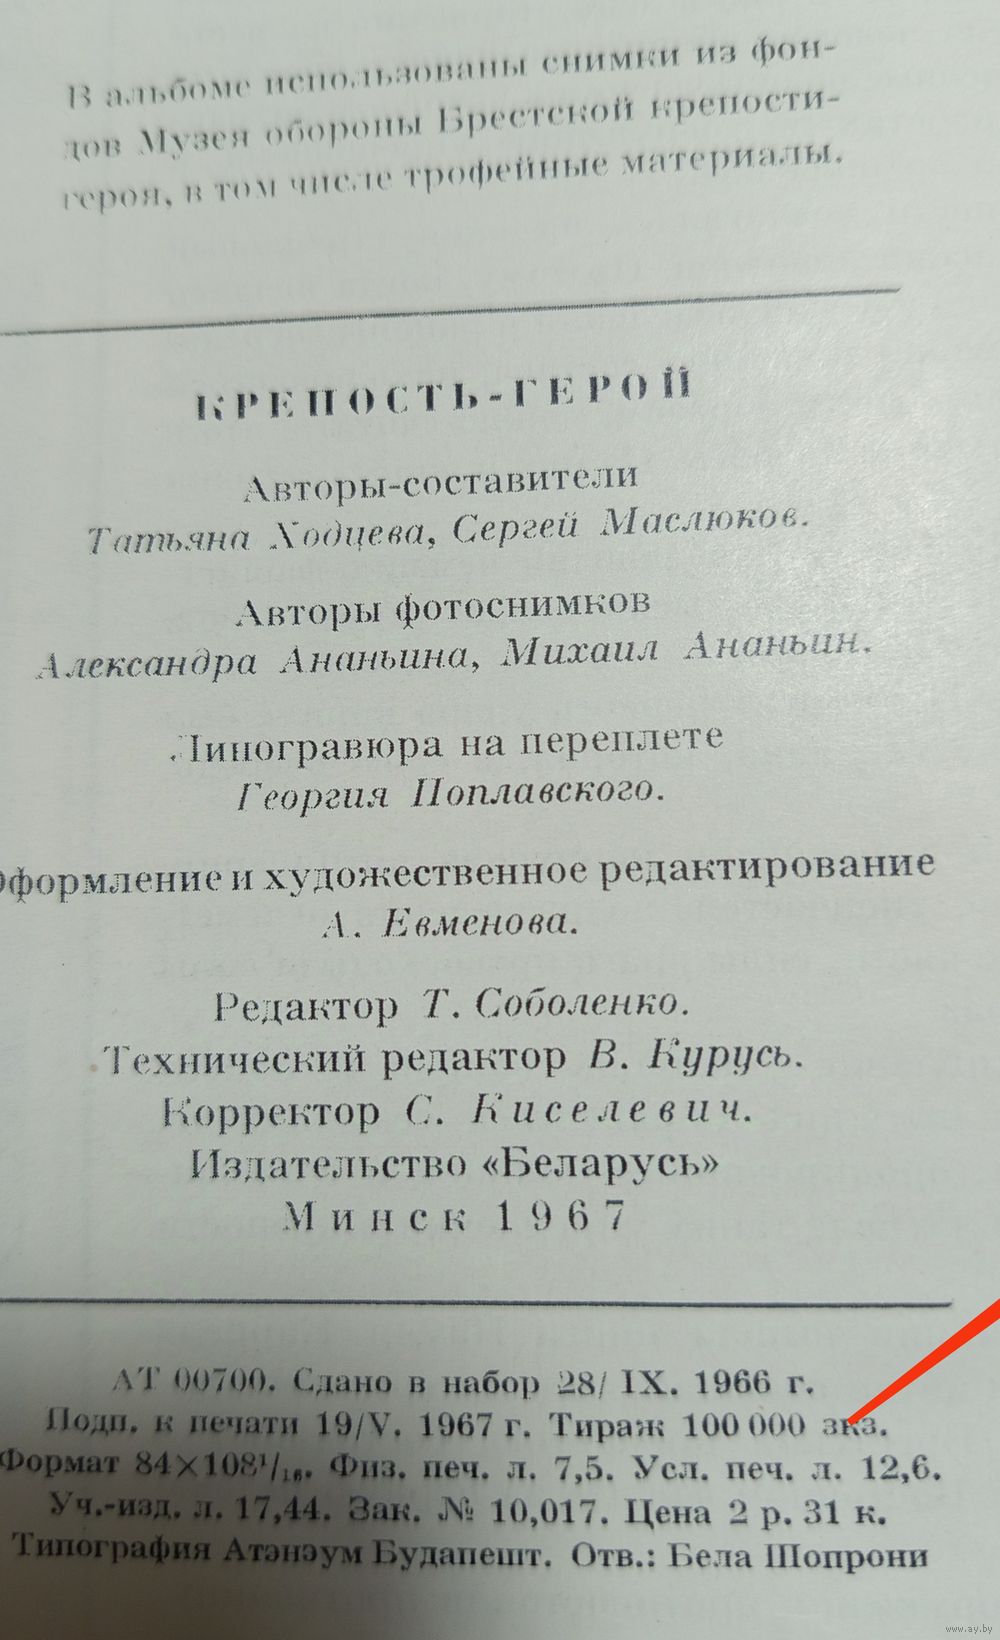 В альбоме использованы снимки из фон-
дов Музея обороны Брестской крепости-
героя, в том числе трофейные материалы.
КРЕПОСТЬ-ГЕРОЙ
Авторы-составители
Татьяна Ходцева, Сергей Маслюков.
Авторы фотоснимков
Александра Ананьина, Михаил Ананьин.
Линогравюра на переплете
Георгия Поплавского.
Оформление и художественное редактирование
А. Евменова.
Редактор Т. Соболенко.
Технический редактор В. Курусь.
Корректор С. Киселевич.
Издательство «Беларусь»
Минск 1967
АТ 00700. Сдано в набор 28/IX. 1966 г.
Подп. к печати 19/V. 1967 г. Тираж 100 000 экз.
Формат 84×108¹/₁₆. Физ. печ. л. 7,5. Усл. печ. л. 12,6.
Уч.-изд. л. 17,44. Зак. № 10,017. Цена 2 р. 31 к.
Типография Атэнэум Будапешт. Отв.: Бела Шопрони
www.ay.by